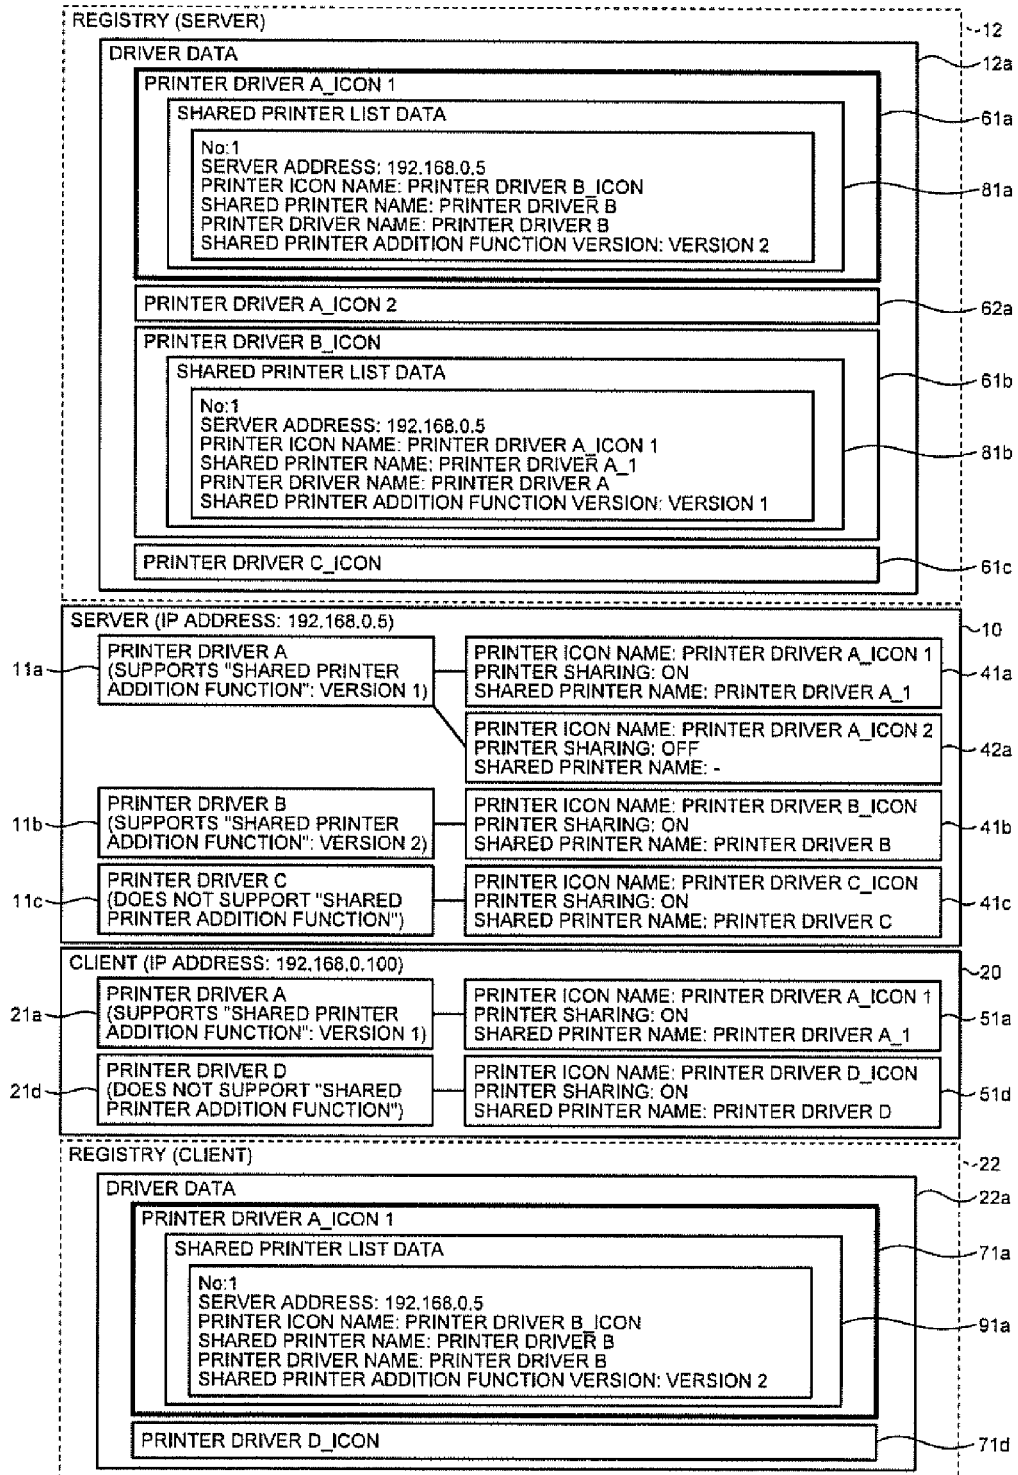 REGISTRY (SERVER)
12
DRIVER DATA
12a
PRINTER DRIVER A_ICON 1
SHARED PRINTER LIST DATA
61a
No:1
SERVER ADDRESS: 192.168.0.5
PRINTER ICON NAME: PRINTER DRIVER B_ICON
81a
SHARED PRINTER NAME: PRINTER DRIVER B
PRINTER DRIVER NAME: PRINTER DRIVER B
SHARED PRINTER ADDITION FUNCTION VERSION: VERSION 2
PRINTER DRIVER A_ICON 2
62a
PRINTER DRIVER B_ICON
SHARED PRINTER LIST DATA
61b
No:1
SERVER ADDRESS: 192.168.0.5
PRINTER ICON NAME: PRINTER DRIVER A_ICON 1
81b
SHARED PRINTER NAME: PRINTER DRIVER A_1
PRINTER DRIVER NAME: PRINTER DRIVER A
SHARED PRINTER ADDITION FUNCTION VERSION: VERSION 1
PRINTER DRIVER C_ICON
61c
SERVER (IP ADDRESS: 192.168.0.5)
10
11a
PRINTER DRIVER A
(SUPPORTS "SHARED PRINTER
ADDITION FUNCTION": VERSION 1)
PRINTER ICON NAME: PRINTER DRIVER A_ICON 1
PRINTER SHARING: ON
SHARED PRINTER NAME: PRINTER DRIVER A_1
41a
PRINTER ICON NAME: PRINTER DRIVER A_ICON 2
PRINTER SHARING: OFF
SHARED PRINTER NAME: -
42a
11b
PRINTER DRIVER B
(SUPPORTS "SHARED PRINTER
ADDITION FUNCTION": VERSION 2)
PRINTER ICON NAME: PRINTER DRIVER B_ICON
PRINTER SHARING: ON
SHARED PRINTER NAME: PRINTER DRIVER B
41b
11c
PRINTER DRIVER C
(DOES NOT SUPPORT "SHARED
PRINTER ADDITION FUNCTION")
PRINTER ICON NAME: PRINTER DRIVER C_ICON
PRINTER SHARING: ON
SHARED PRINTER NAME: PRINTER DRIVER C
41c
CLIENT (IP ADDRESS: 192.168.0.100)
20
21a
PRINTER DRIVER A
(SUPPORTS "SHARED PRINTER
ADDITION FUNCTION": VERSION 1)
PRINTER ICON NAME: PRINTER DRIVER A_ICON 1
PRINTER SHARING: ON
SHARED PRINTER NAME: PRINTER DRIVER A_1
51a
21d
PRINTER DRIVER D
(DOES NOT SUPPORT "SHARED
PRINTER ADDITION FUNCTION")
PRINTER ICON NAME: PRINTER DRIVER D_ICON
PRINTER SHARING: ON
SHARED PRINTER NAME: PRINTER DRIVER D
51d
REGISTRY (CLIENT)
22
DRIVER DATA
22a
PRINTER DRIVER A_ICON 1
SHARED PRINTER LIST DATA
71a
No:1
SERVER ADDRESS: 192.168.0.5
PRINTER ICON NAME: PRINTER DRIVER B_ICON
91a
SHARED PRINTER NAME: PRINTER DRIVER B
PRINTER DRIVER NAME: PRINTER DRIVER B
SHARED PRINTER ADDITION FUNCTION VERSION: VERSION 2
PRINTER DRIVER D_ICON
71d